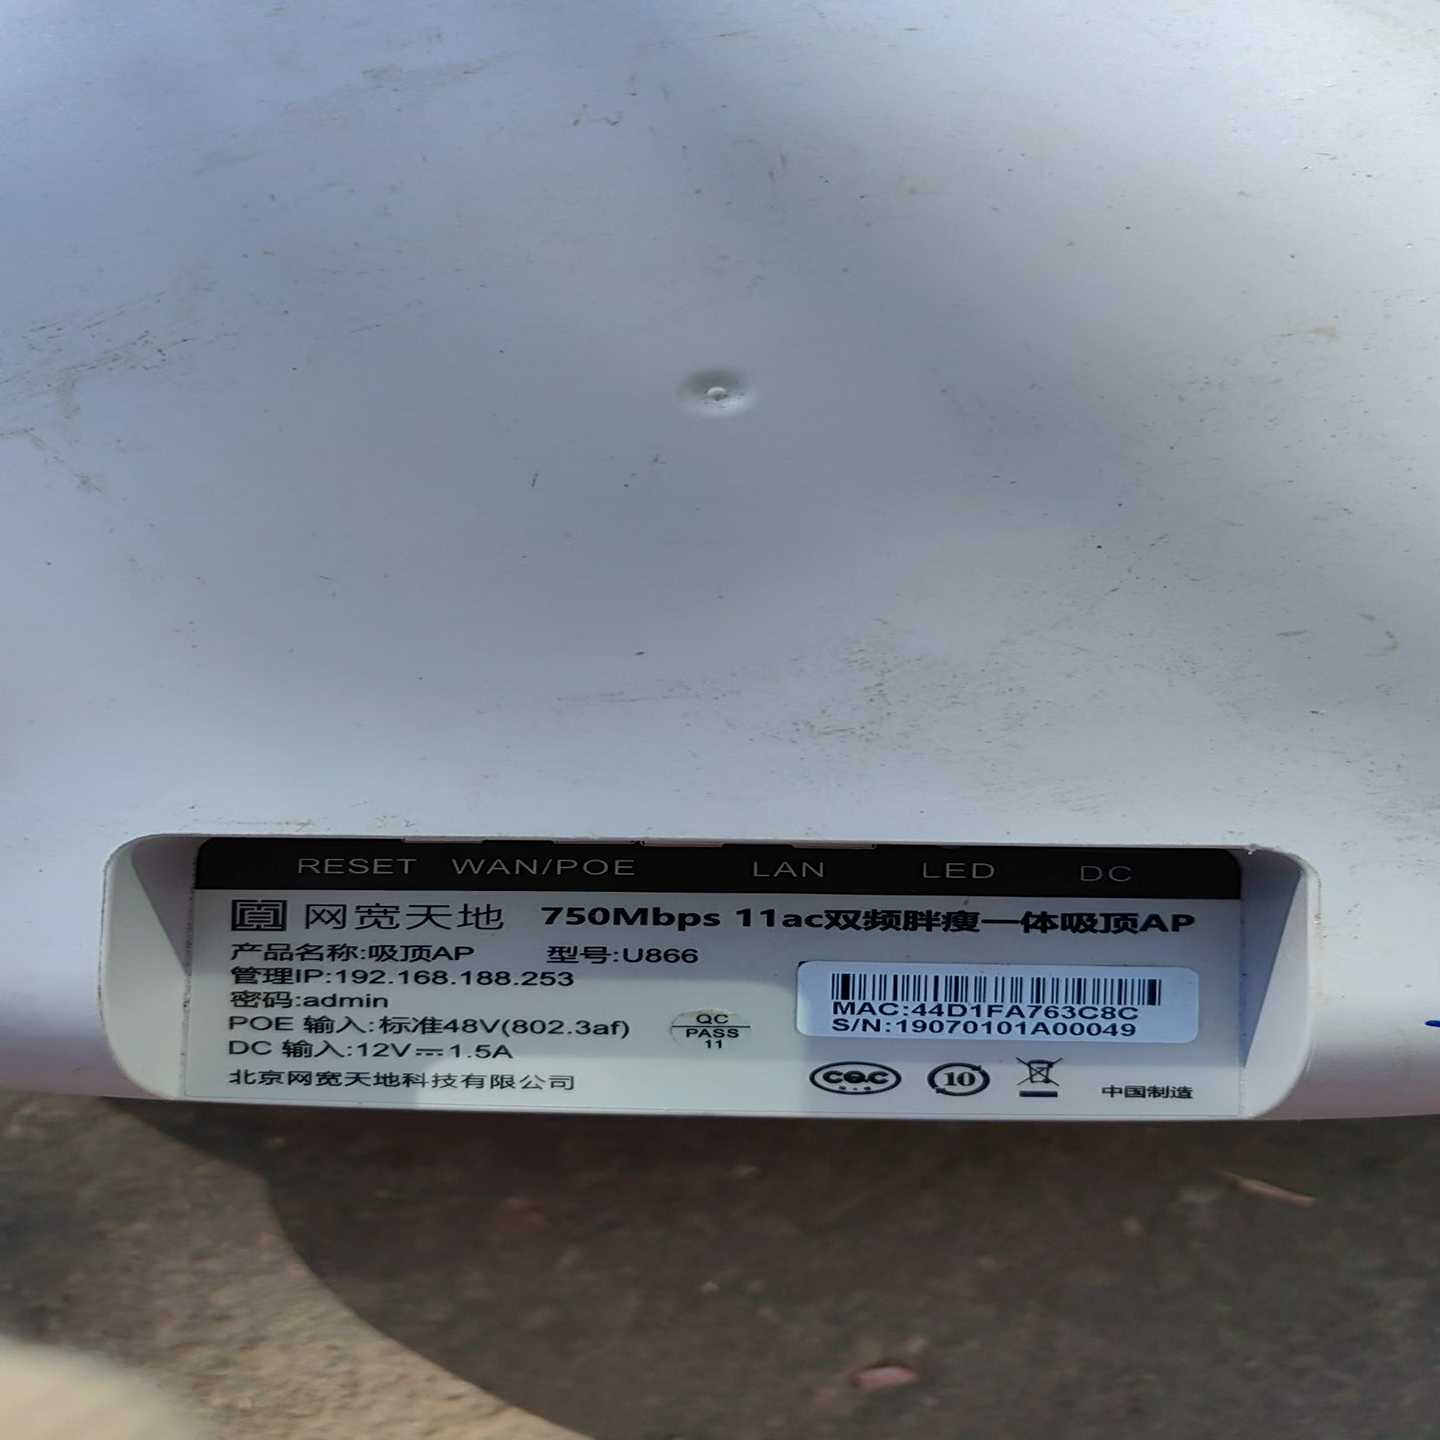 RESET WAN/POE LAN LED DC
网宽天地 750Mbps 11ac双频胖瘦一体吸顶AP
产品名称:吸顶AP 型号:U866
管理IP:192.168.188.253
密码:admin
POE 输入:标准48V(802.3af)
DC 输入:12V⎓1.5A
北京网宽天地科技有限公司
QC
PASS
11
MAC:44D1FA763C8C
S/N:19070101A00049
CQC
10
中国制造